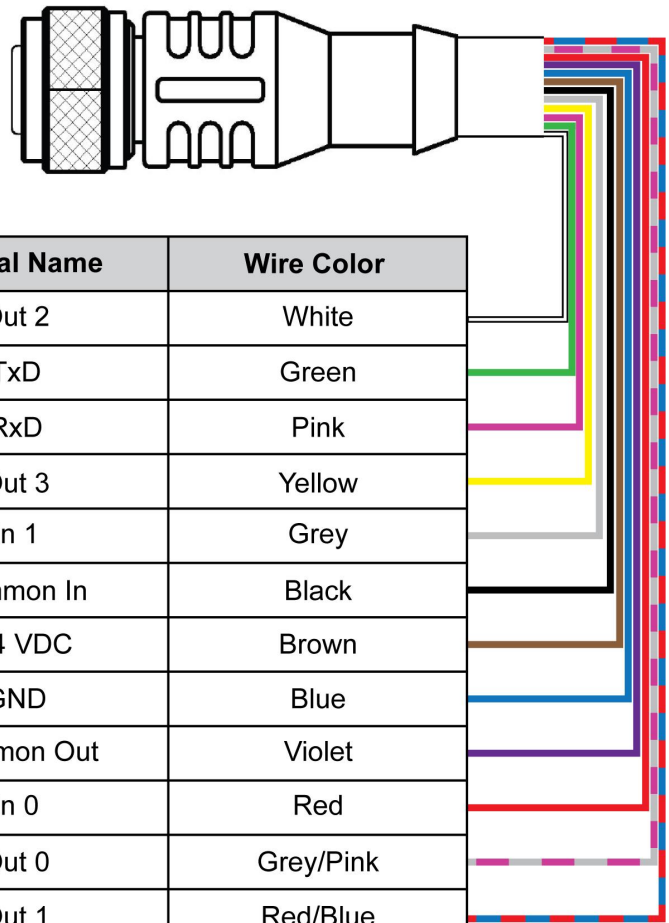 al Name Wire Color
Out 2 White
TxD Green
RxD Pink
Out 3 Yellow
n 1 Grey
mon In Black
4 VDC Brown
GND Blue
mon Out Violet
n 0 Red
Out 0 Grey/Pink
Out 1 Red/Blue